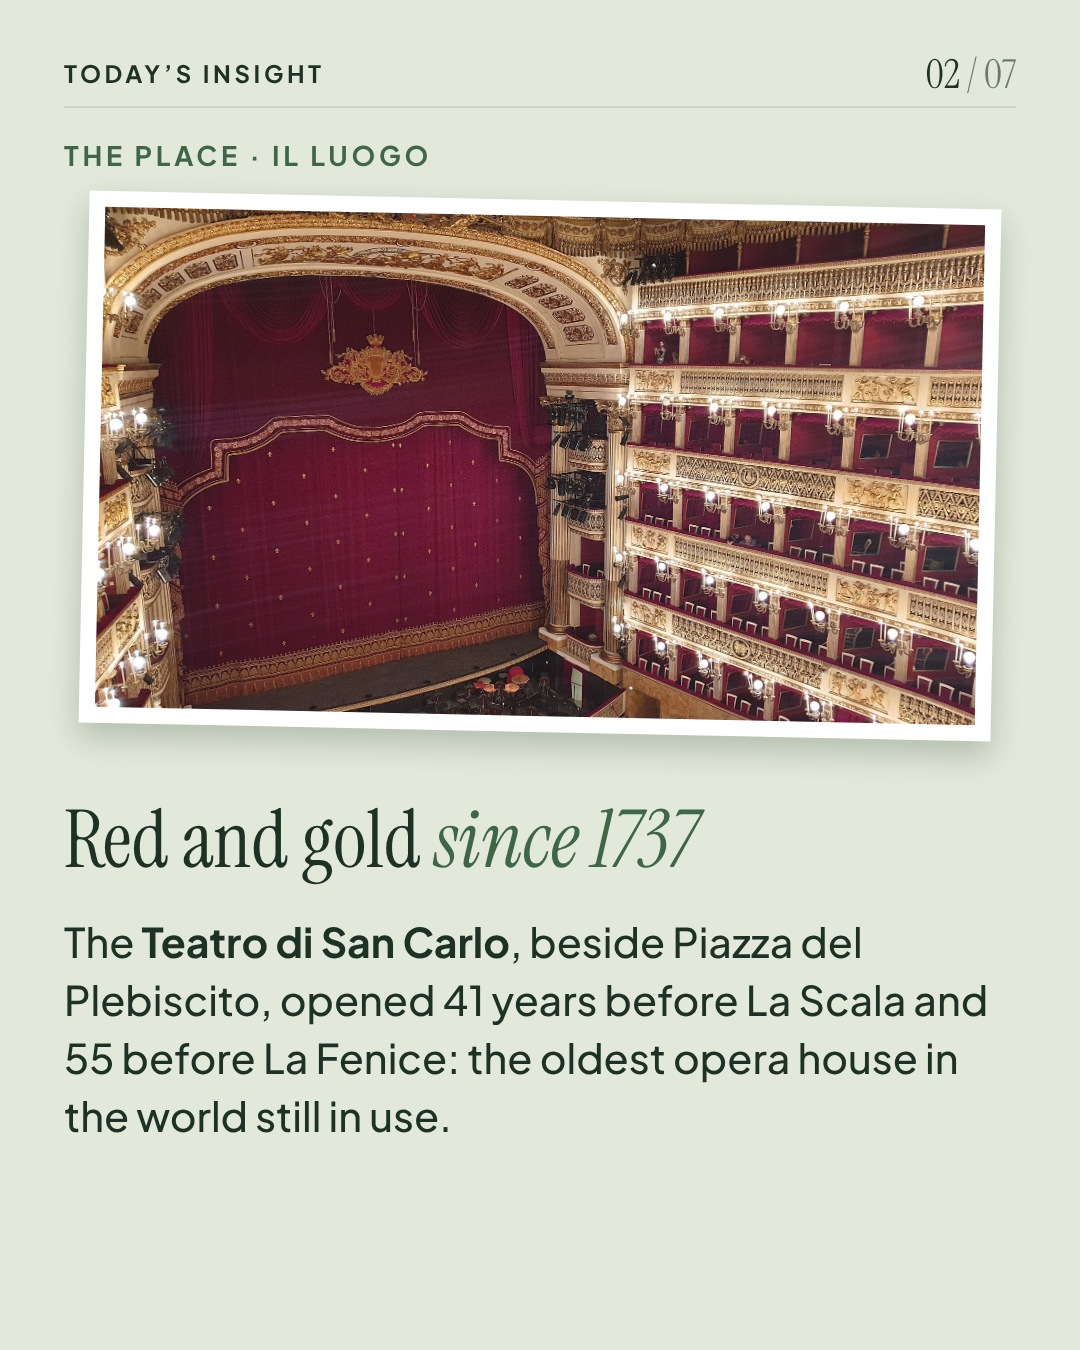 TODAY’S INSIGHT
02 / 07
THE PLACE · IL LUOGO
Red and gold since 1737
The Teatro di San Carlo, beside Piazza del
Plebiscito, opened 41 years before La Scala and
55 before La Fenice: the oldest opera house in
the world still in use.